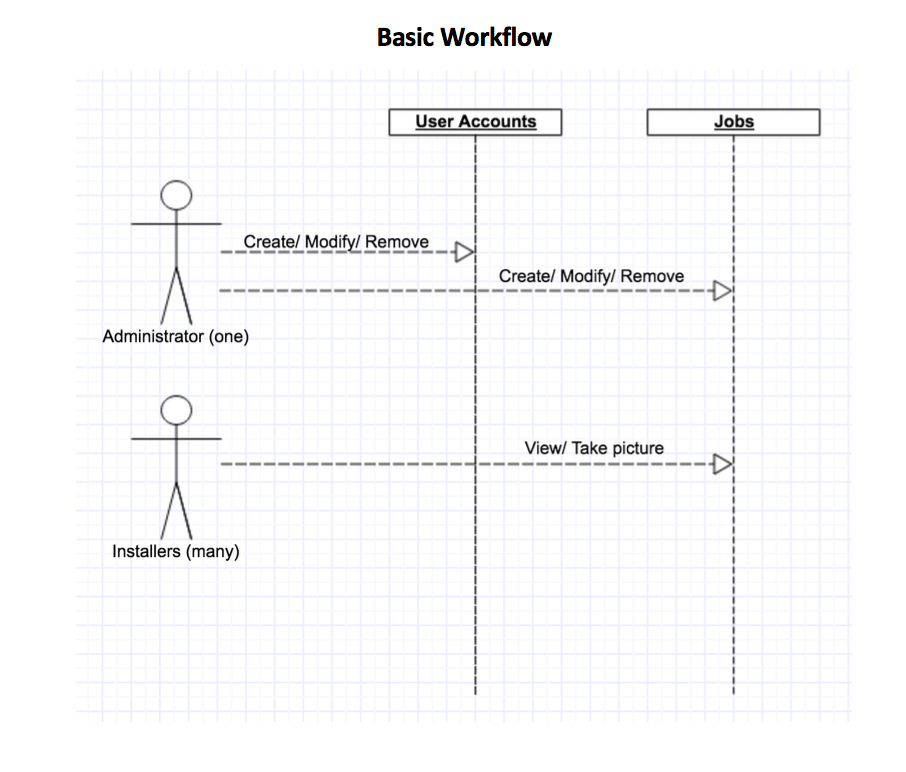 Basic Workflow
User Accounts
Jobs
Create/ Modify/ Remove
Create/ Modify/ Remove
Administrator (one)
View/ Take picture
Installers (many)